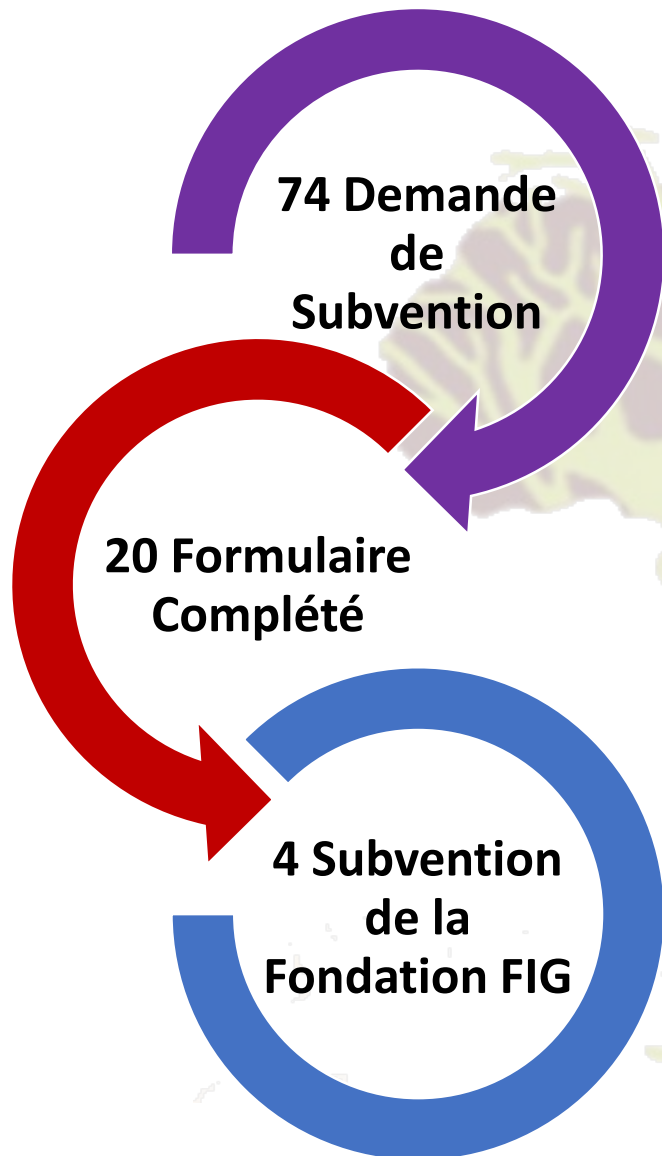 74 Demande
de
Subvention
20 Formulaire
Complété
4 Subvention
de la
Fondation FIG